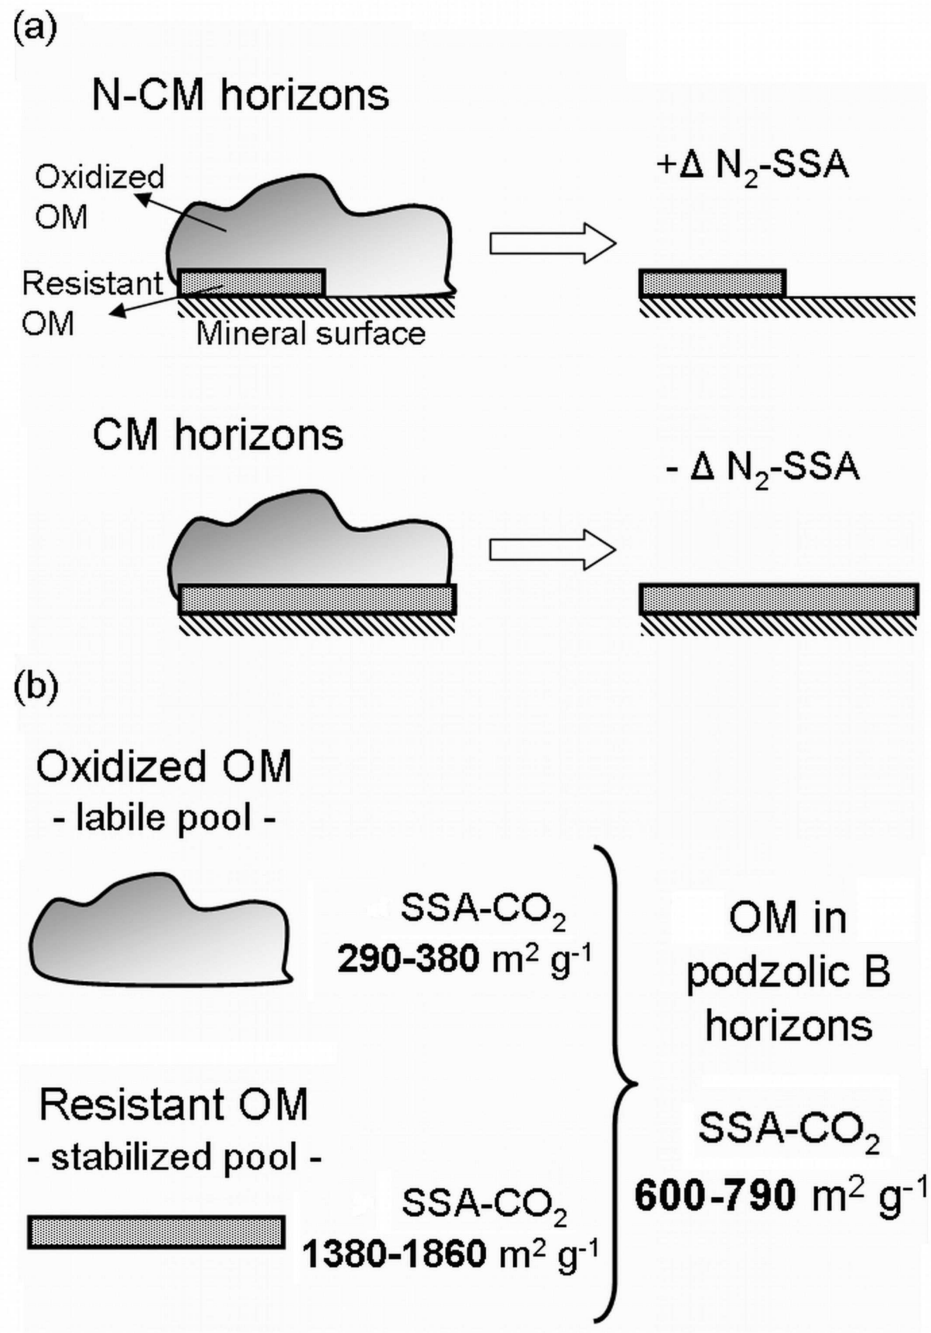 (a)
N-CM horizons
+Δ N₂-SSA
Oxidized
OM
Resistant
OM
Mineral surface
CM horizons
- Δ N₂-SSA
(b)
Oxidized OM
- labile pool -
SSA-CO₂
290-380 m² g⁻¹
OM in
podzolic B
horizons
Resistant OM
- stabilized pool -
SSA-CO₂
1380-1860 m² g⁻¹
SSA-CO₂
600-790 m² g⁻¹